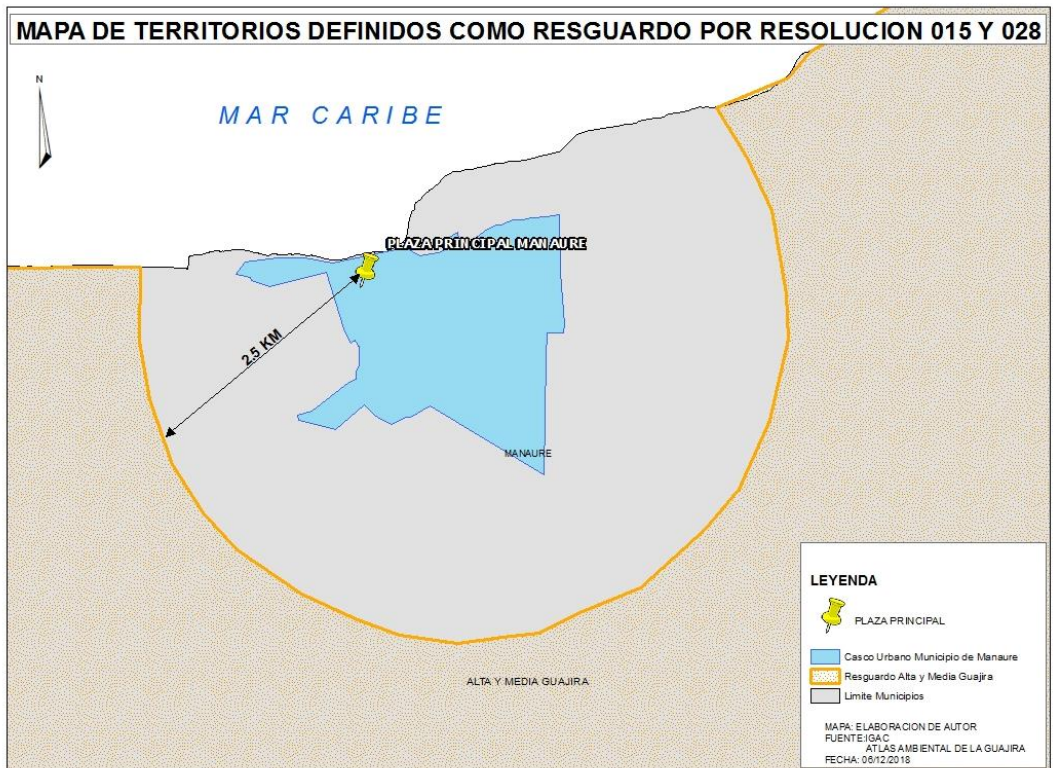 MAPA DE TERRITORIOS DEFINIDOS COMO RESGUARDO POR RESOLUCION 015 Y 028
N
MAR CARIBE
PLAZA PRINCIPAL MANAURE
2.5 KM
MANAURE
ALTA Y MEDIA GUAJIRA
LEYENDA
PLAZA PRINCIPAL
Casco Urbano Municipio de Manaure
Resguardo Alta y Media Guajira
Limite Municipios
MAPA: ELABORACION DE AUTOR
FUENTE:IGAC
ATLAS AMBIENTAL DE LA GUAJIRA
FECHA: 06/12/2018